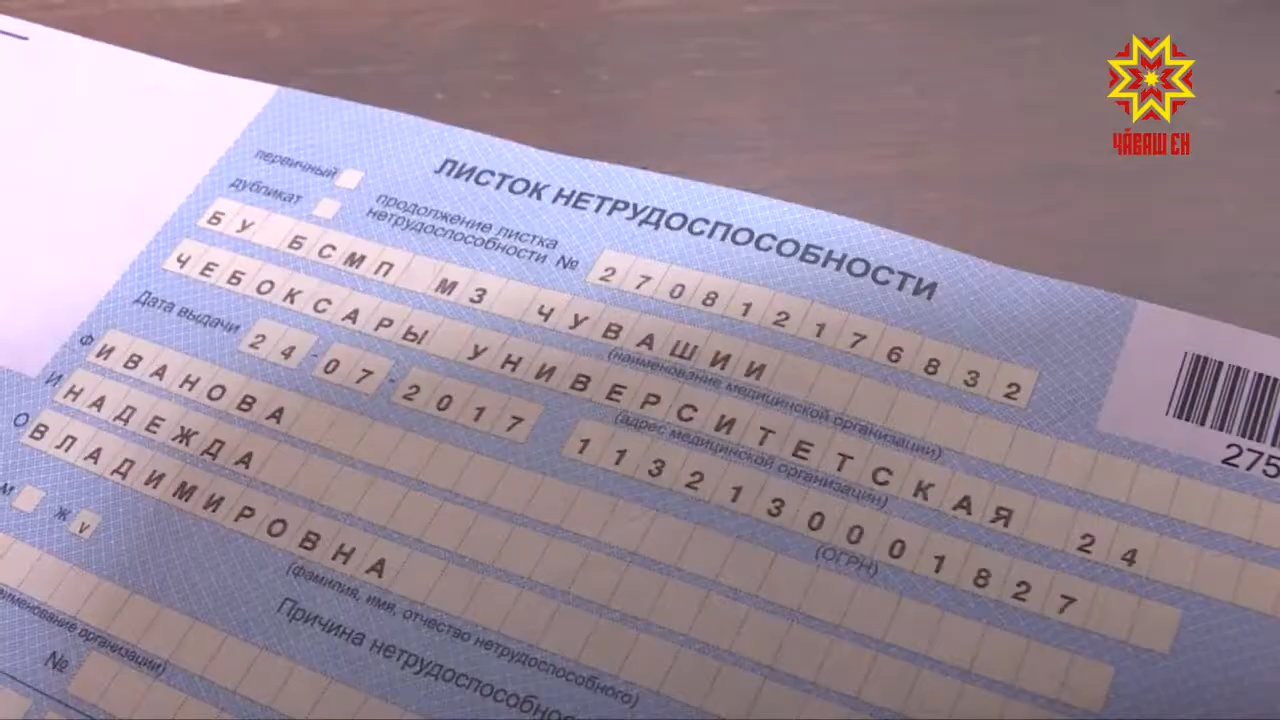 ЧӐВАШ ЕН
ЛИСТОК НЕТРУДОСПОСОБНОСТИ
первичный
дубликат
продолжение листка
нетрудоспособности № 270812176832
БУ БСМП МЗ ЧУВАШИИ
(наименование медицинской организации)
ЧЕБОКСАРЫ УНИВЕРСИТЕТСКАЯ 24
(адрес медицинской организации)
Дата выдачи 24-07-2017 1132130001827
(ОГРН)
Ф ИВАНОВА
И НАДЕЖДА
О ВЛАДИМИРОВНА
(фамилия, имя, отчество нетрудоспособного)
м ж v
Причина
организации)
№
275